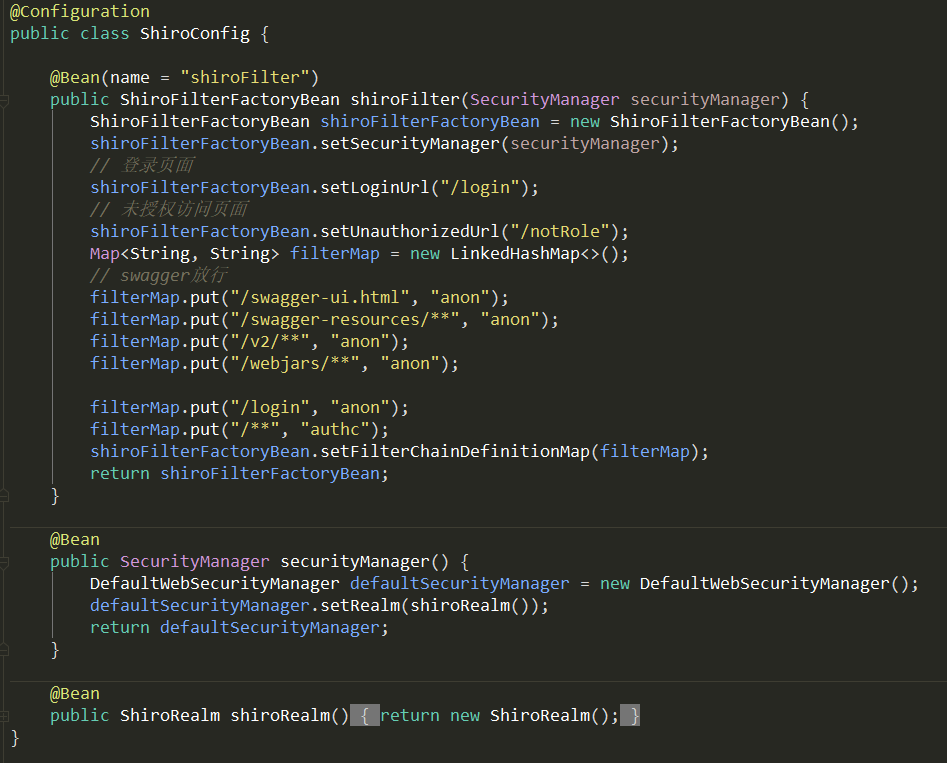 @Configuration
public class ShiroConfig {
@Bean(name = "shiroFilter")
public ShiroFilterFactoryBean shiroFilter(SecurityManager securityManager) {
ShiroFilterFactoryBean shiroFilterFactoryBean = new ShiroFilterFactoryBean();
shiroFilterFactoryBean.setSecurityManager(securityManager);
// 登录页面
shiroFilterFactoryBean.setLoginUrl("/login");
// 未授权访问页面
shiroFilterFactoryBean.setUnauthorizedUrl("/notRole");
Map<String, String> filterMap = new LinkedHashMap<>();
// swagger放行
filterMap.put("/swagger-ui.html", "anon");
filterMap.put("/swagger-resources/**", "anon");
filterMap.put("/v2/**", "anon");
filterMap.put("/webjars/**", "anon");
filterMap.put("/login", "anon");
filterMap.put("/**", "authc");
shiroFilterFactoryBean.setFilterChainDefinitionMap(filterMap);
return shiroFilterFactoryBean;
}
@Bean
public SecurityManager securityManager() {
DefaultWebSecurityManager defaultSecurityManager = new DefaultWebSecurityManager();
defaultSecurityManager.setRealm(shiroRealm());
return defaultSecurityManager;
}
@Bean
public ShiroRealm shiroRealm() { return new ShiroRealm(); }
}